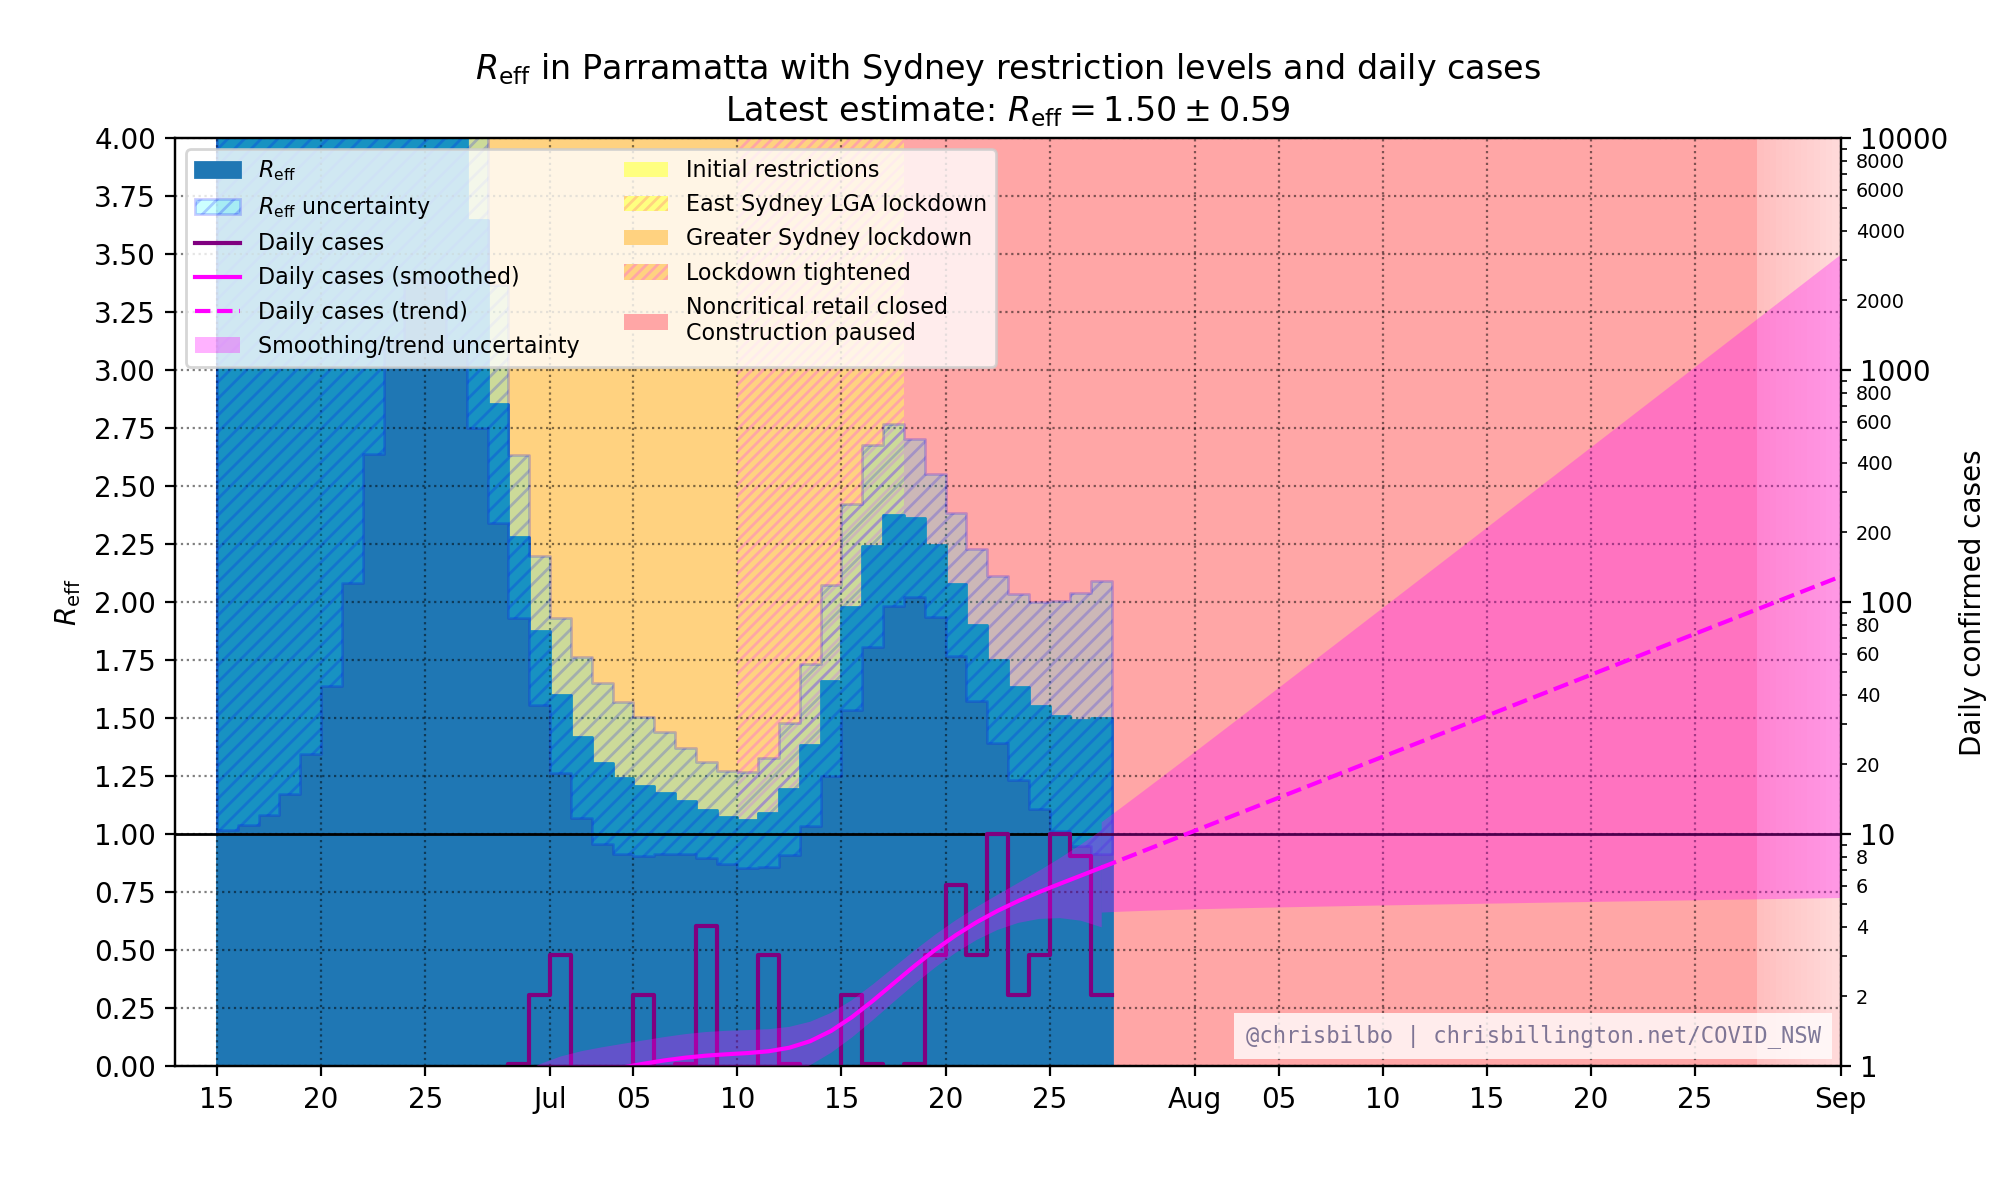 R_eff in Parramatta with Sydney restriction levels and daily cases
Latest estimate: R_eff = 1.50 ± 0.59
R_eff
R_eff uncertainty
Daily cases
Daily cases (smoothed)
Daily cases (trend)
Smoothing/trend uncertainty
Initial restrictions
East Sydney LGA lockdown
Greater Sydney lockdown
Lockdown tightened
Noncritical retail closed
Construction paused
R_eff
4.00
3.75
3.50
3.25
3.00
2.75
2.50
2.25
2.00
1.75
1.50
1.25
1.00
0.75
0.50
0.25
0.00
10000
8000
6000
4000
2000
1000
800
600
400
200
100
80
60
40
20
10
8
6
4
2
1
Daily confirmed cases
@chrisbilbo | chrisbillington.net/COVID_NSW
15 20 25 Jul 05 10 15 20 25 Aug 05 10 15 20 25 Sep